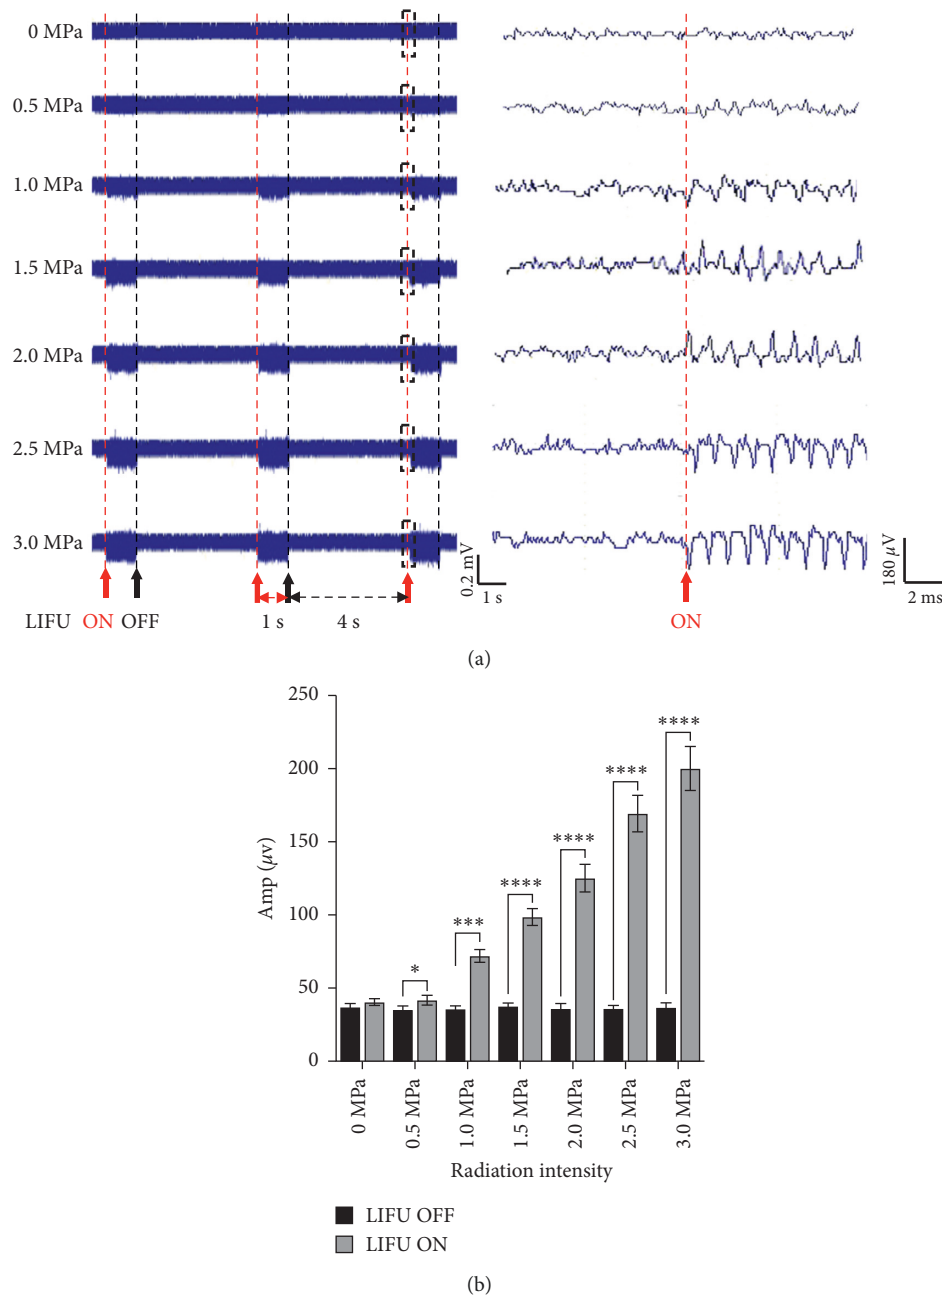 0 MPa
0.5 MPa
1.0 MPa
1.5 MPa
2.0 MPa
2.5 MPa
3.0 MPa
0.2 mV
1 s
180 μV
2 ms
LIFU ON OFF 1 s 4 s ON
(a)
250
200
150
100
50
0
Amp (μv)
*
***
****
****
****
****
0 MPa
0.5 MPa
1.0 MPa
1.5 MPa
2.0 MPa
2.5 MPa
3.0 MPa
Radiation intensity
LIFU OFF
LIFU ON
(b)